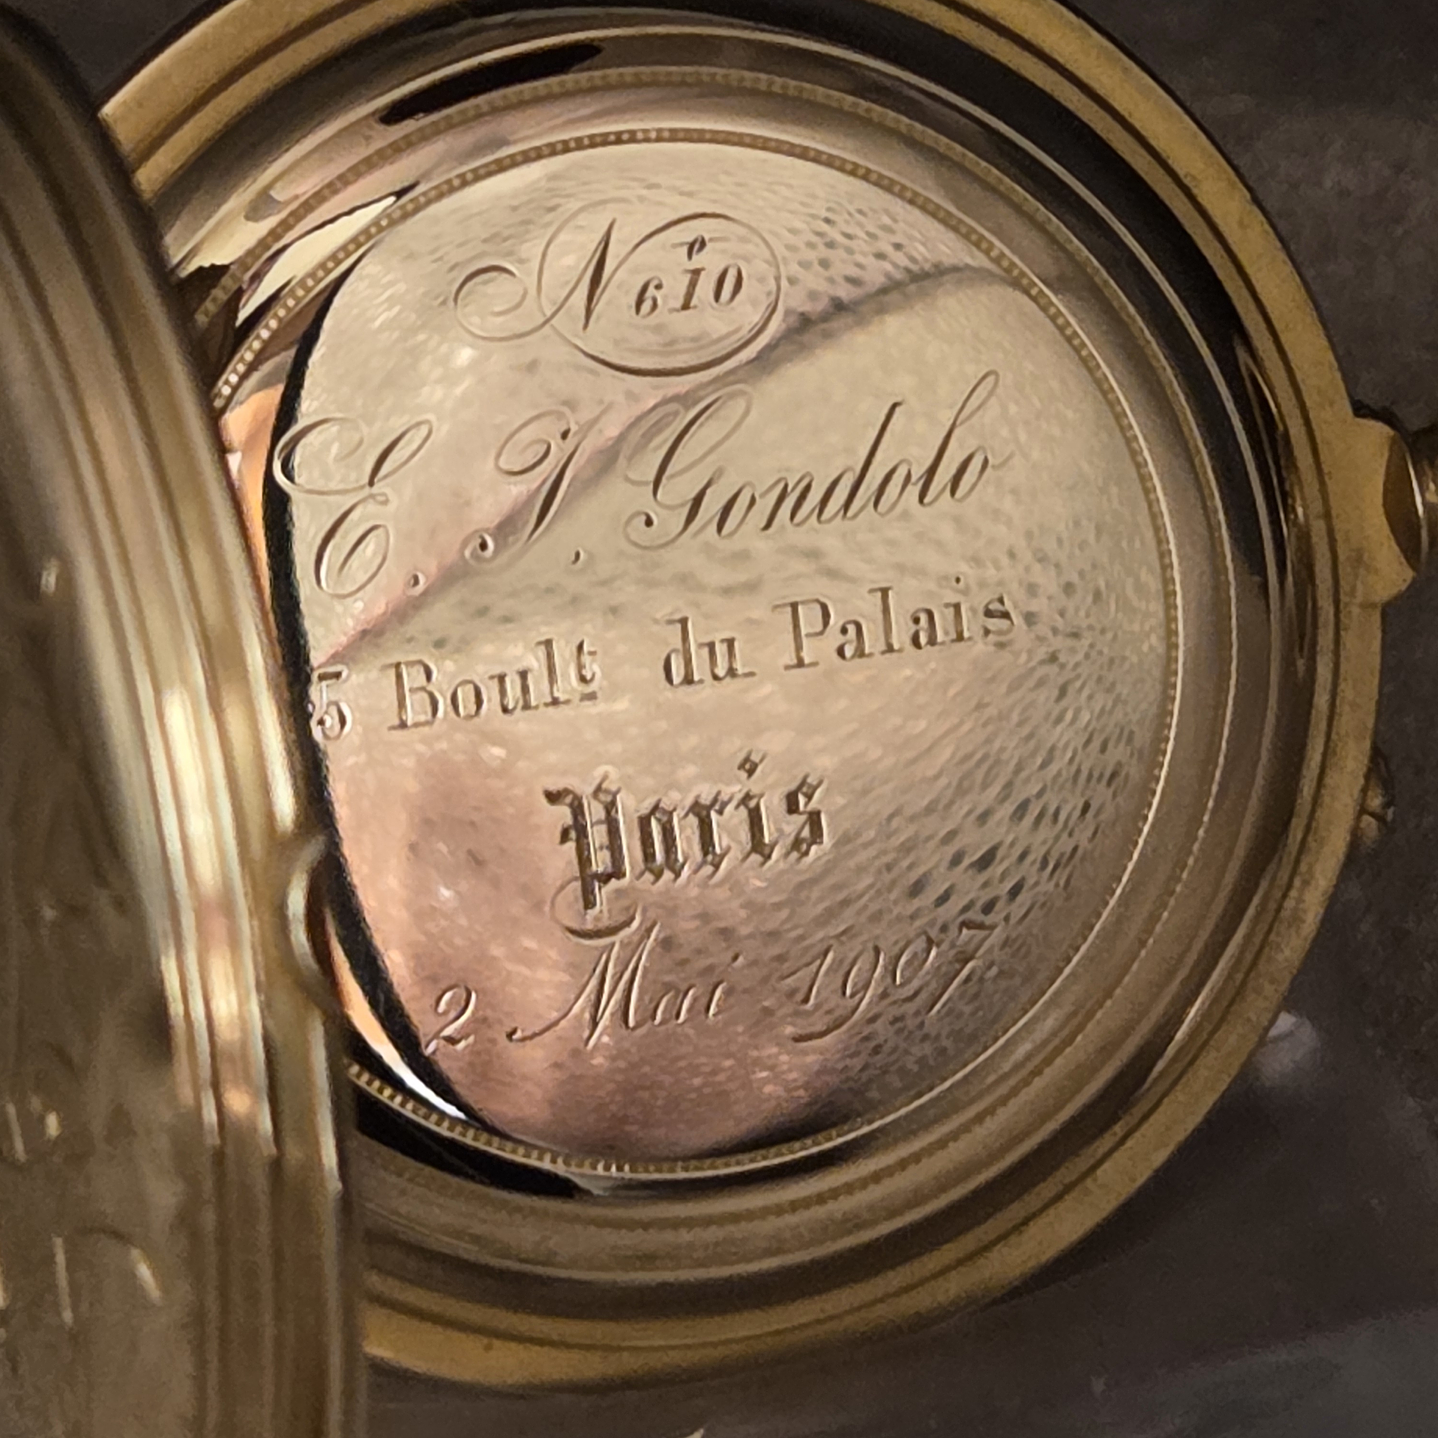 Nº 610
E. J. Gondolo
5 Boult du Palais
Paris
2 Mai 1907